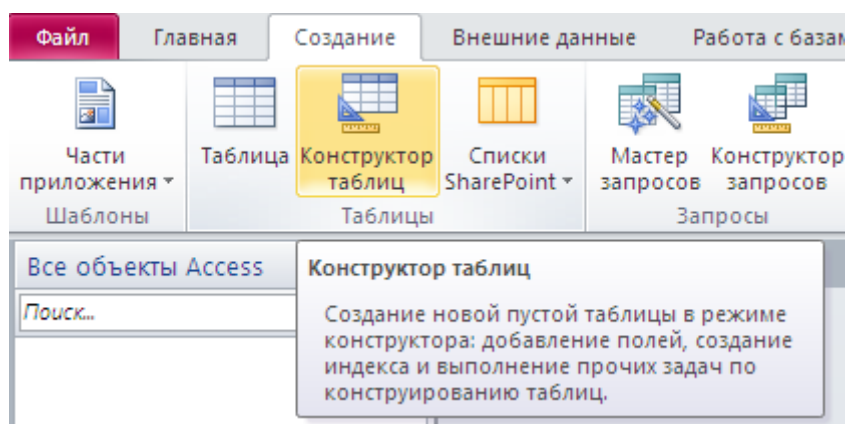 Файл Главная Создание Внешние данные Работа с базам
Части приложения
Таблица
Конструктор таблиц
Списки SharePoint
Мастер запросов
Конструктор запросов
Шаблоны Таблицы Запросы
Все объекты Access
Поиск...
Конструктор таблиц
Создание новой пустой таблицы в режиме
конструктора: добавление полей, создание
индекса и выполнение прочих задач по
конструированию таблиц.